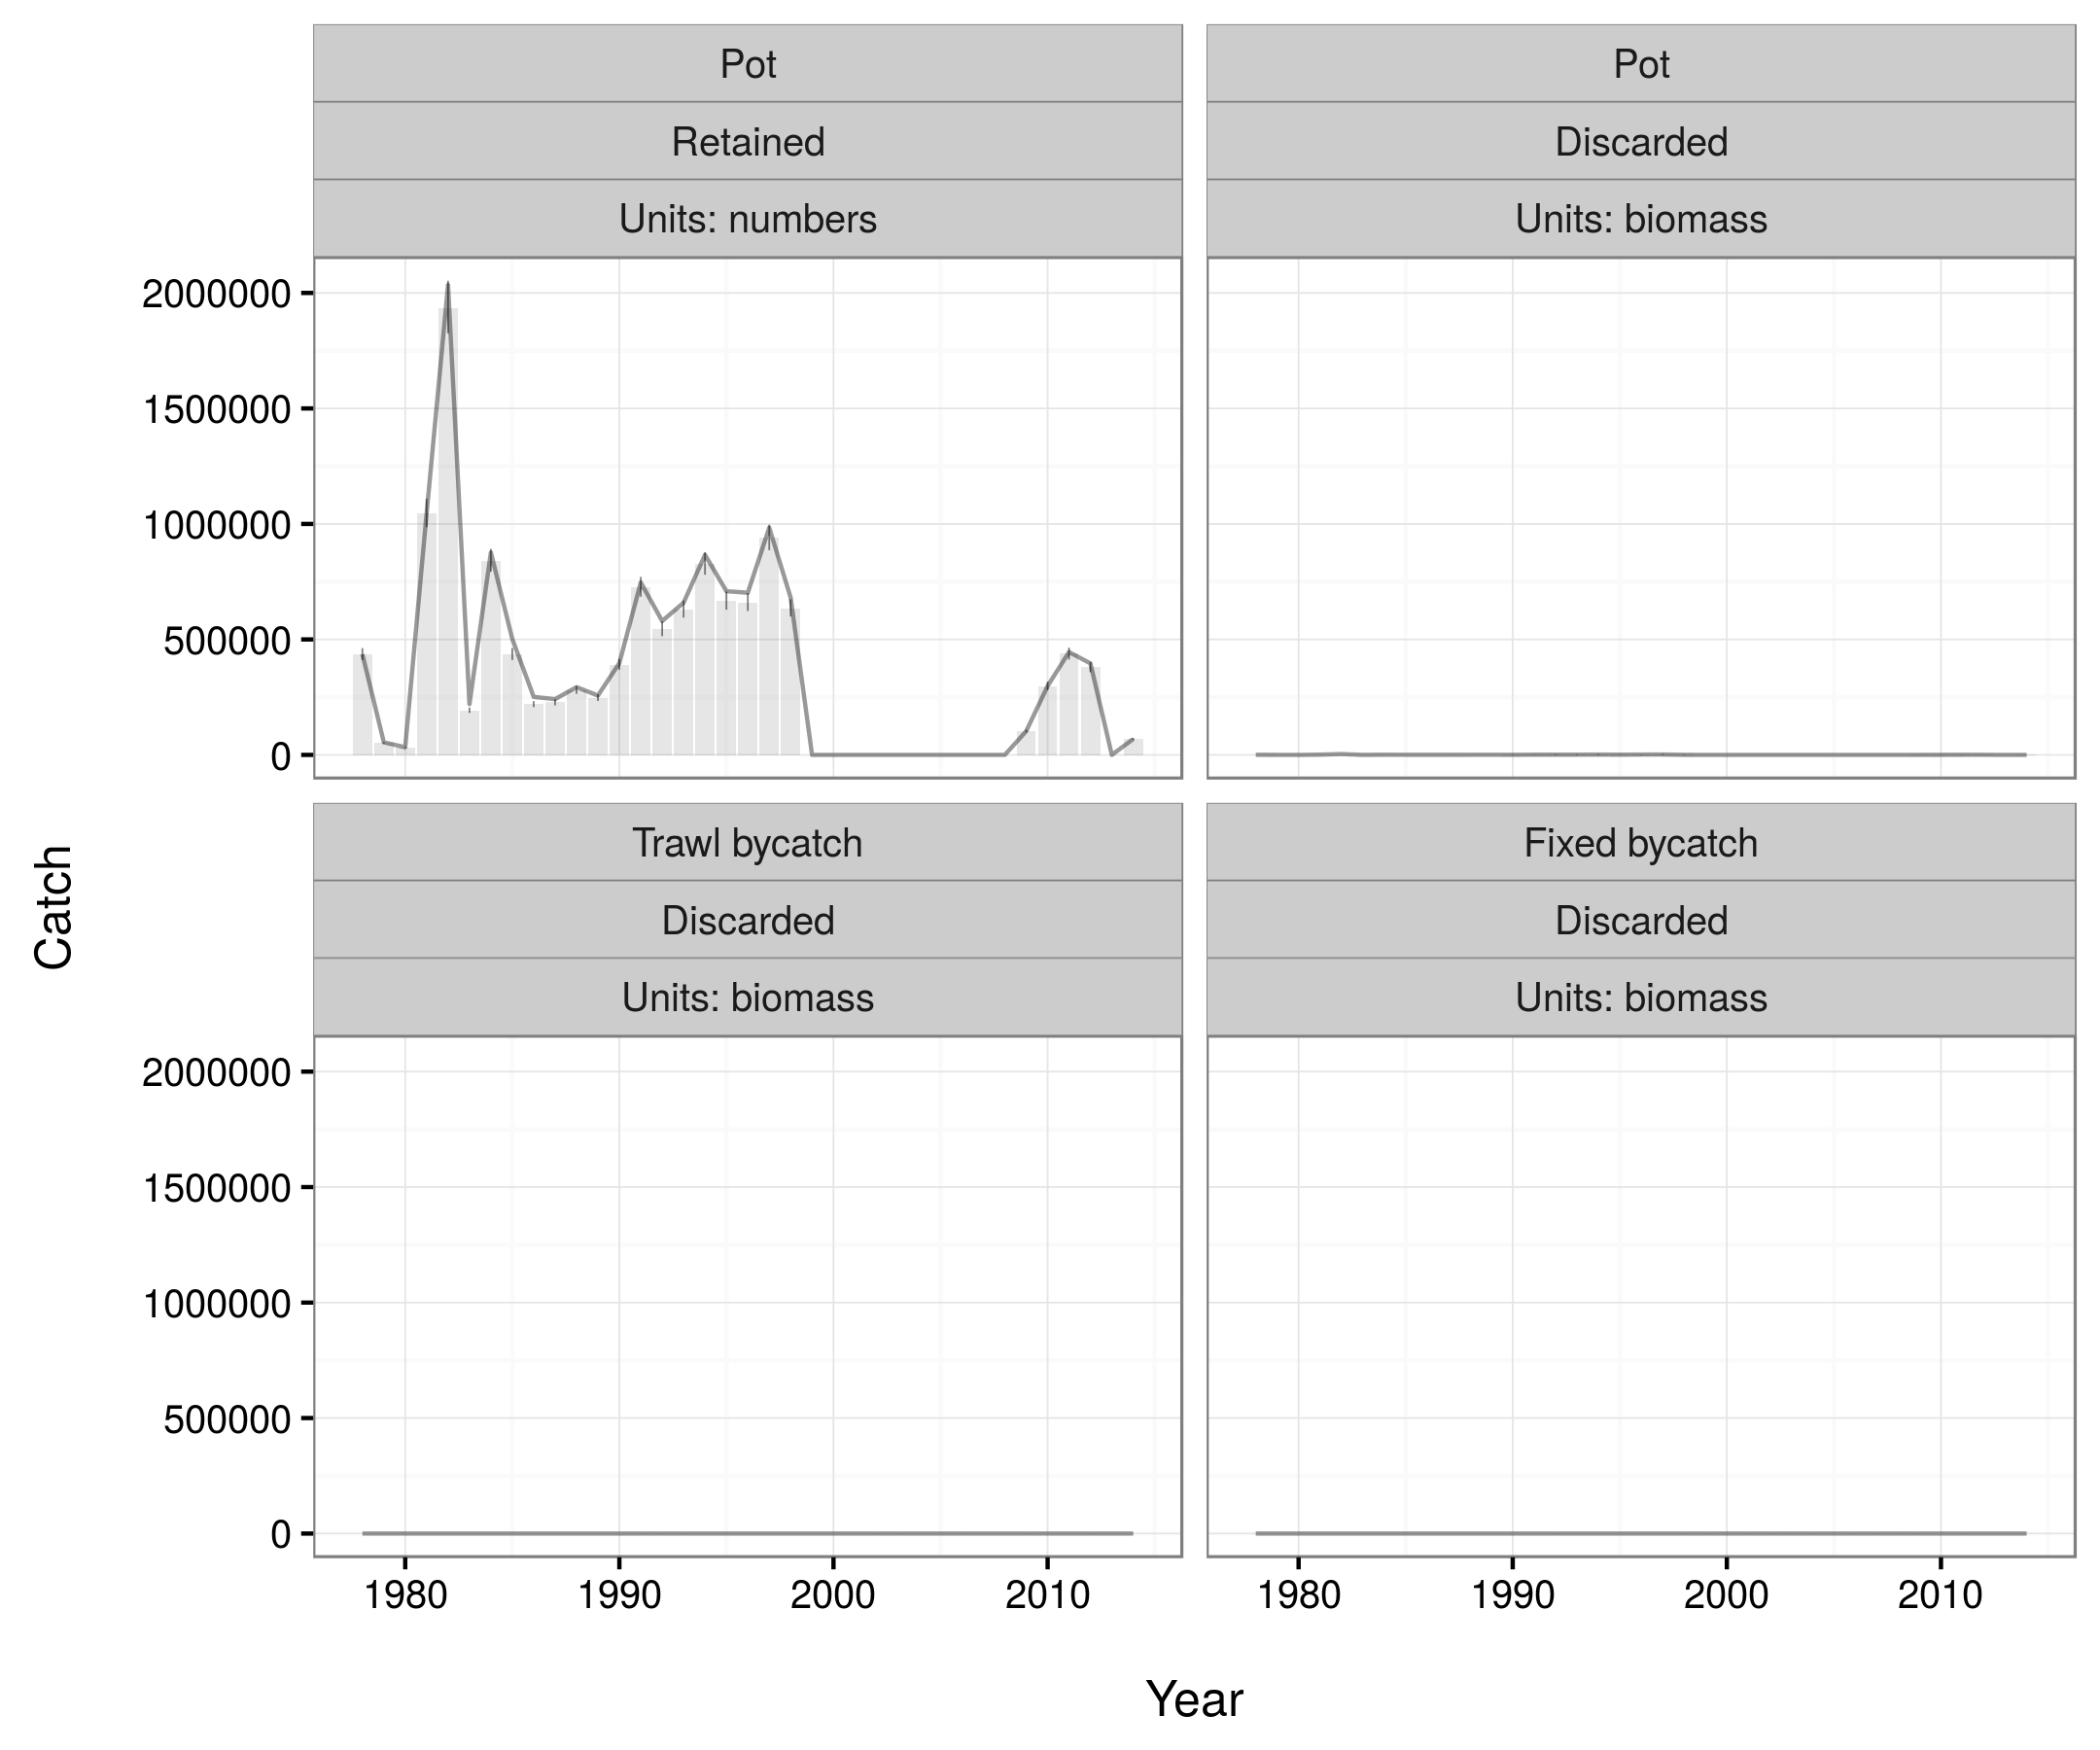 Pot
Retained
Units: numbers
Pot
Discarded
Units: biomass
2000000
1500000
1000000
500000
0
Trawl bycatch
Discarded
Units: biomass
Fixed bycatch
Discarded
Units: biomass
2000000
1500000
1000000
500000
0
1980 1990 2000 2010
1980 1990 2000 2010
Catch
Year